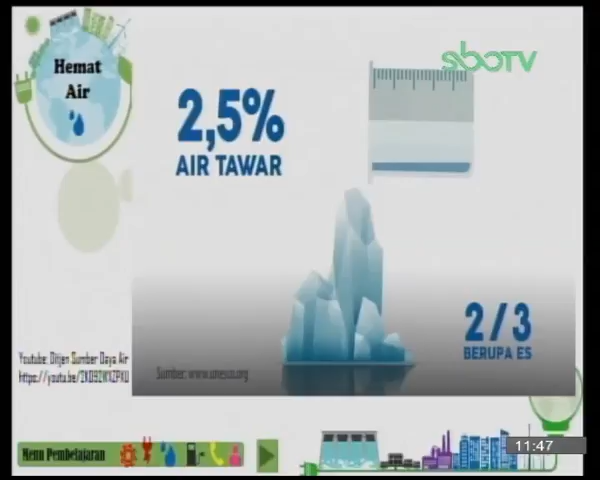 sboTV
Hemat
Air
2,5%
AIR TAWAR
2/3
BERUPA ES
Sumber: www.unesco.org
Youtube: Ditjen Sumber Daya Air
Menu Pembelajaran
11:47